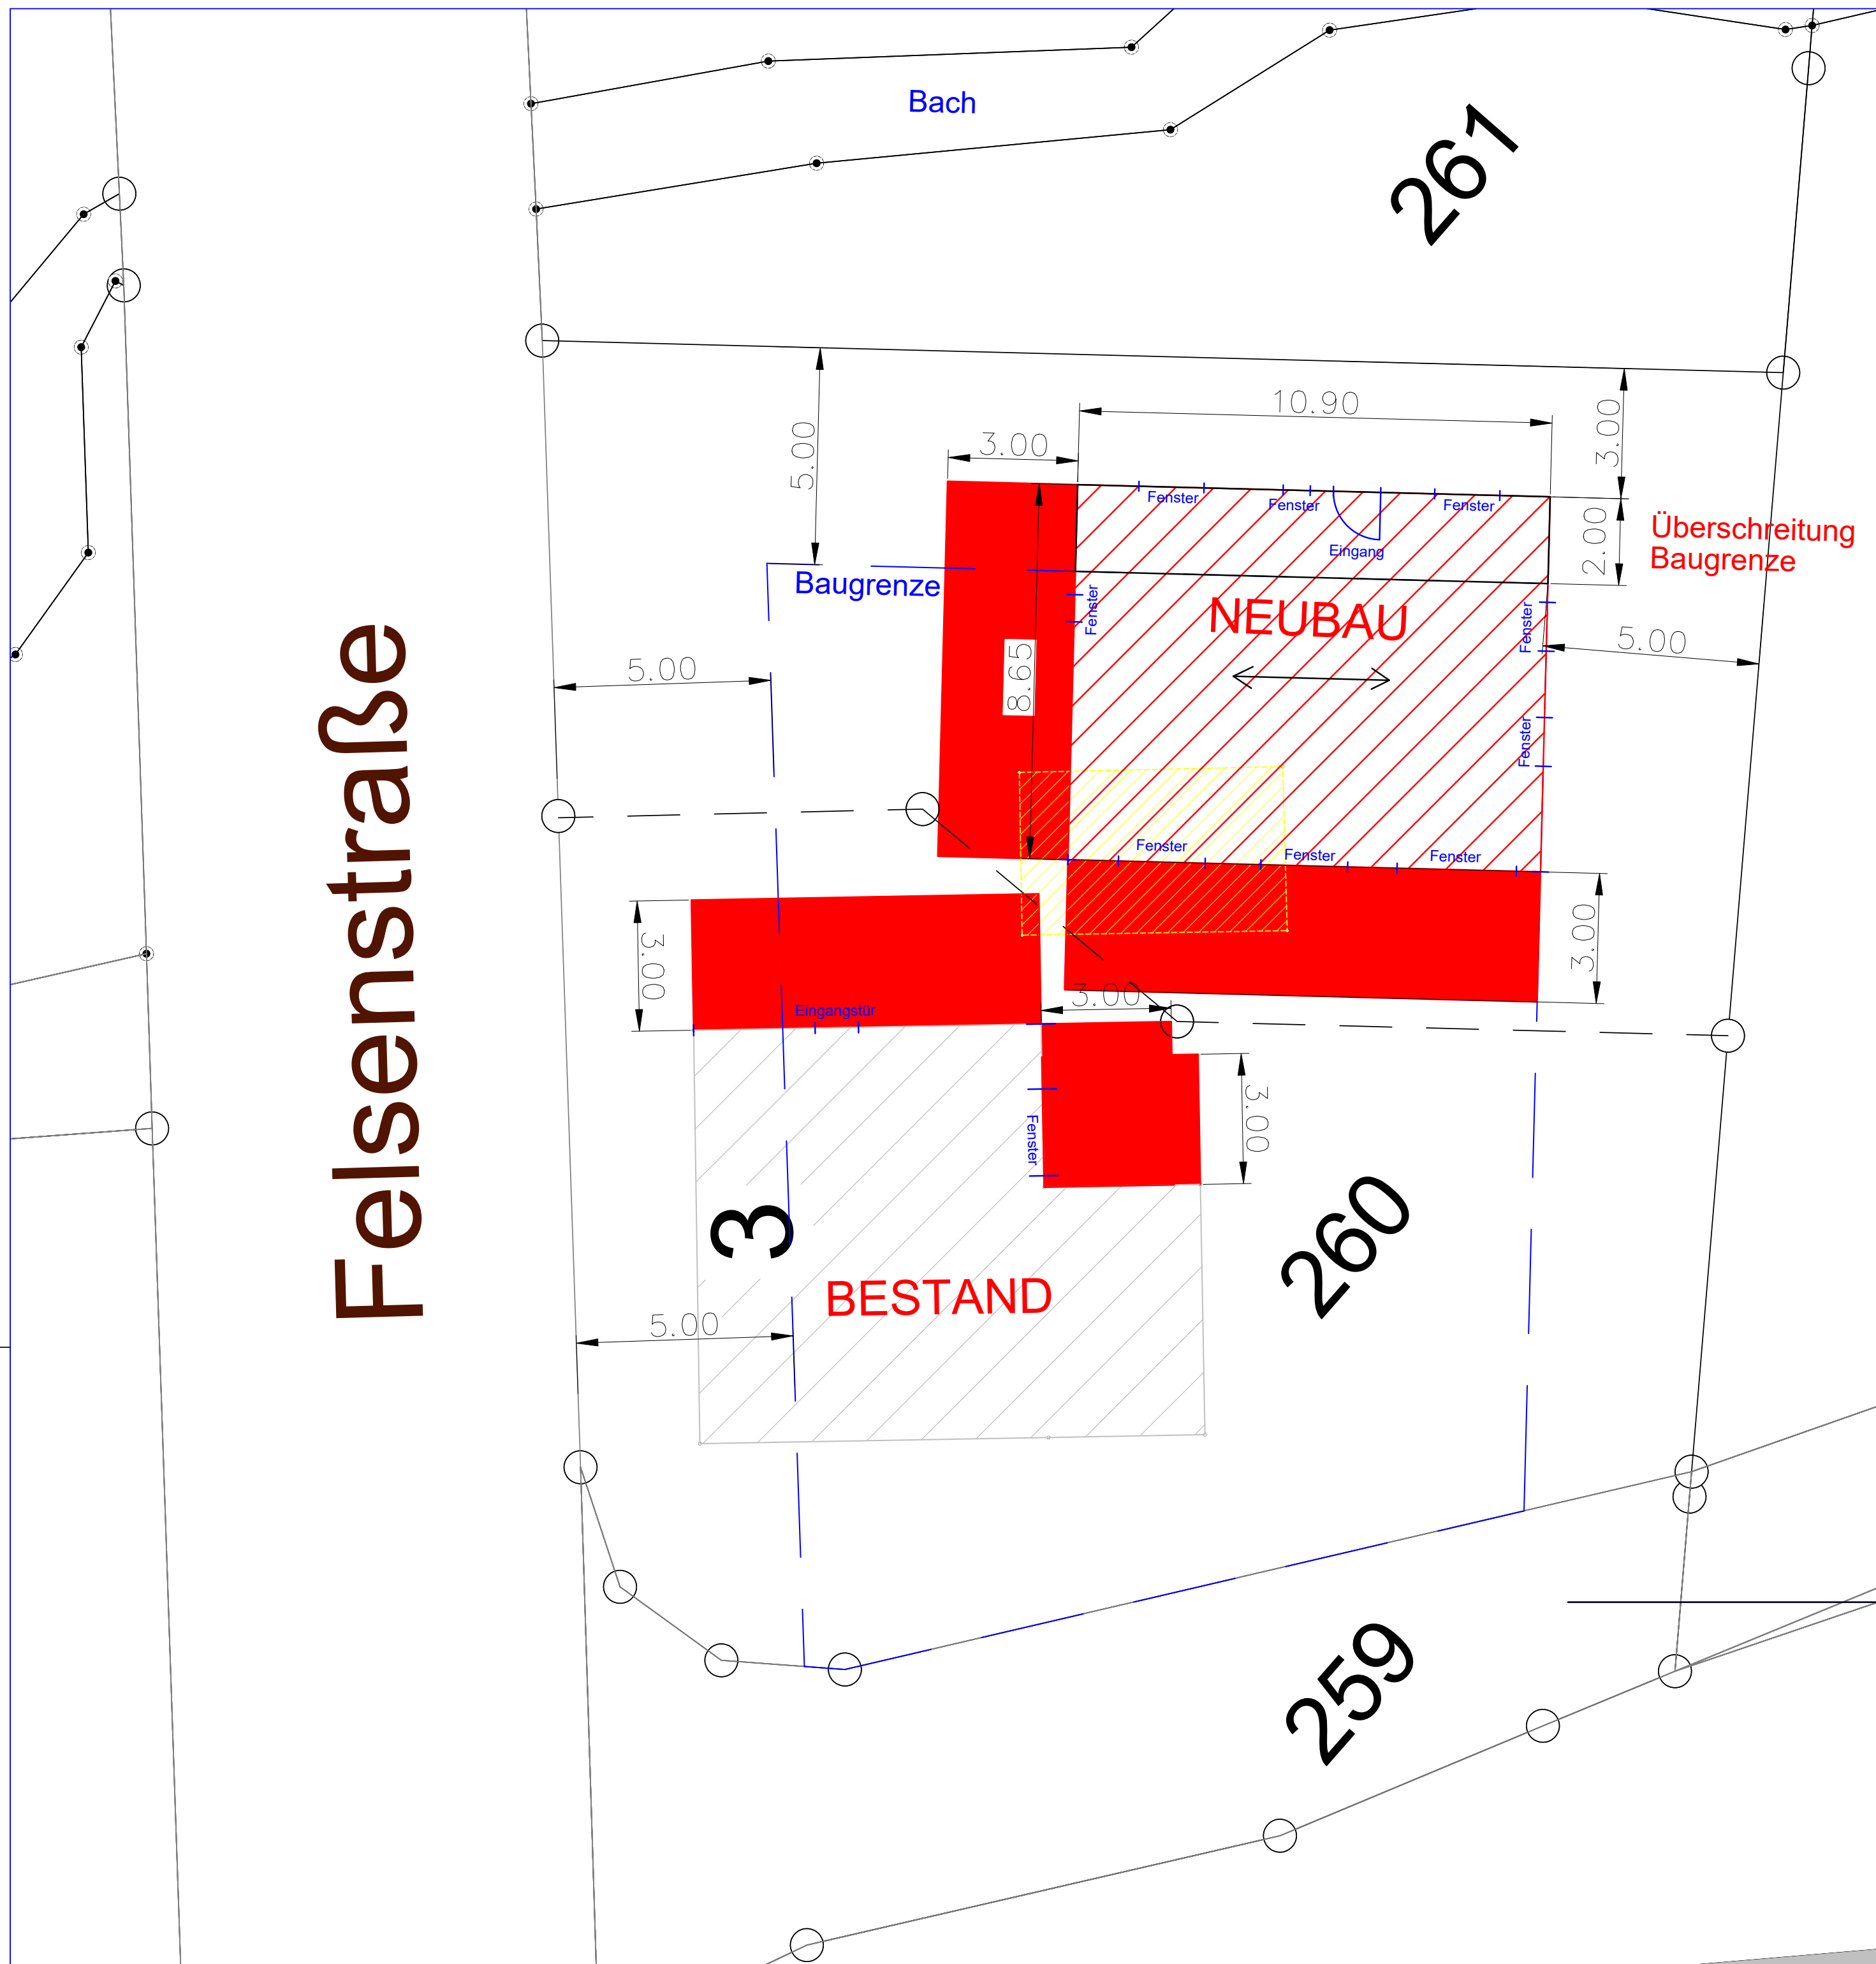 Bach
261
10.90
3.00
3.00
5.00
Fenster
Fenster
Fenster
Eingang
2.00
Überschreitung
Baugrenze
Baugrenze
Fenster
NEUBAU
Fenster
5.00
5.00
8.65
Fenster
Felsenstraße
Fenster
Fenster
Fenster
3.00
3.00
3.00
Eingangstür
Fenster
3.00
3
260
BESTAND
5.00
259